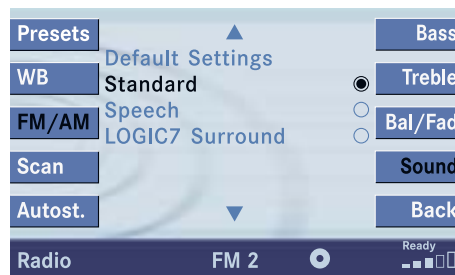 Presets
WB
FM/AM
Scan
Autost.
Default Settings
Standard
Speech
LOGIC7 Surround
Bass
Treble
Bal/Fad
Sound
Back
Radio FM 2 Ready